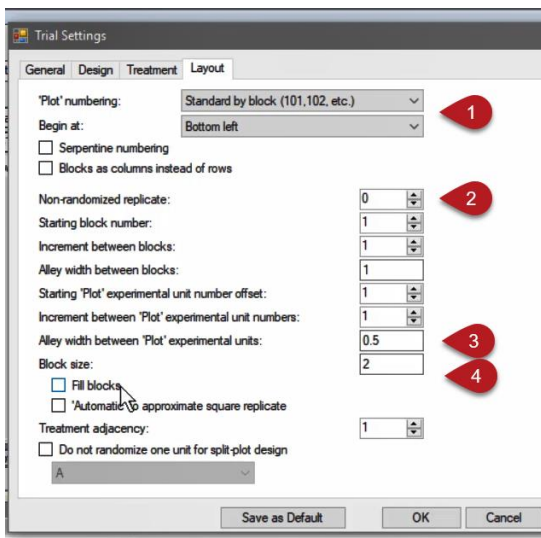 Trial Settings
General Design Treatment Layout
'Plot' numbering: Standard by block (101,102, etc.)
1
Begin at: Bottom left
Serpentine numbering
Blocks as columns instead of rows
Non-randomized replicate: 0
2
Starting block number: 1
Increment between blocks: 1
Alley width between blocks: 1
Starting 'Plot' experimental unit number offset: 1
Increment between 'Plot' experimental unit numbers: 1
Alley width between 'Plot' experimental units: 0.5
3
Block size: 2
4
Fill blocks
'Automatic' to approximate square replicate
Treatment adjacency: 1
Do not randomize one unit for split-plot design
A
Save as Default OK Cancel